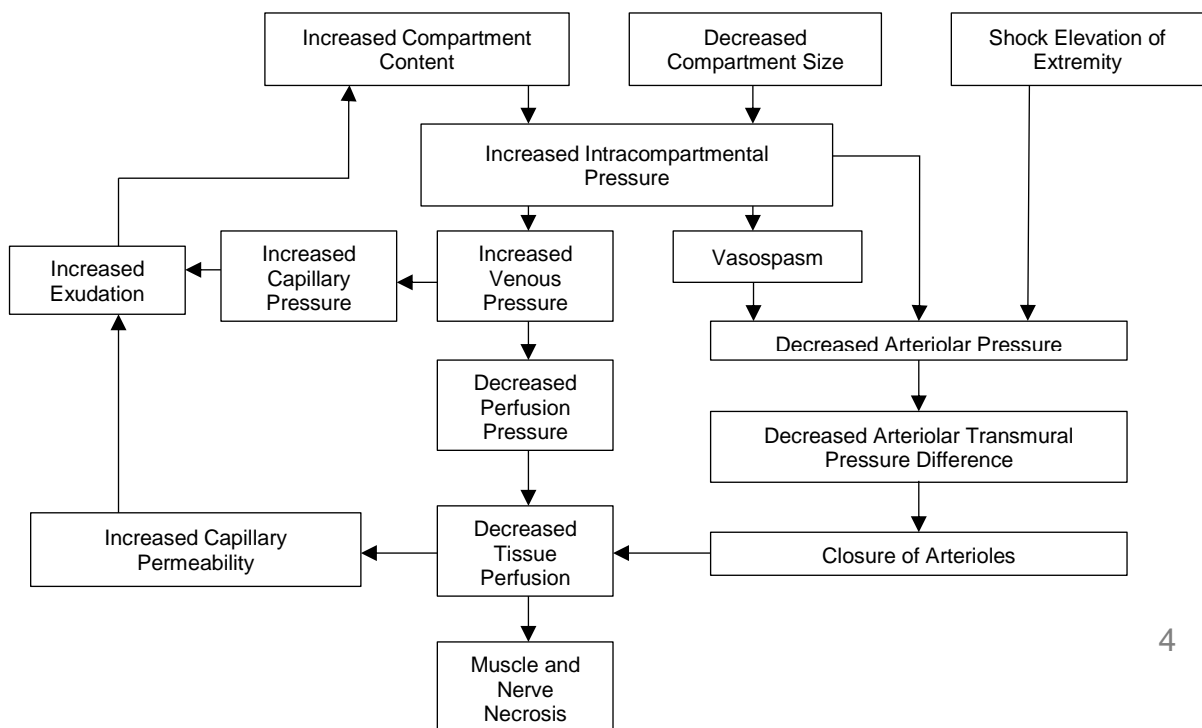 Increased Compartment
Content
Decreased
Compartment Size
Shock Elevation of
Extremity
Increased Intracompartmental
Pressure
Increased
Exudation
Increased
Capillary
Pressure
Increased
Venous
Pressure
Vasospasm
Decreased Arteriolar Pressure
Decreased
Perfusion
Pressure
Decreased Arteriolar Transmural
Pressure Difference
Increased Capillary
Permeability
Decreased
Tissue
Perfusion
Closure of Arterioles
Muscle and
Nerve
Necrosis
4